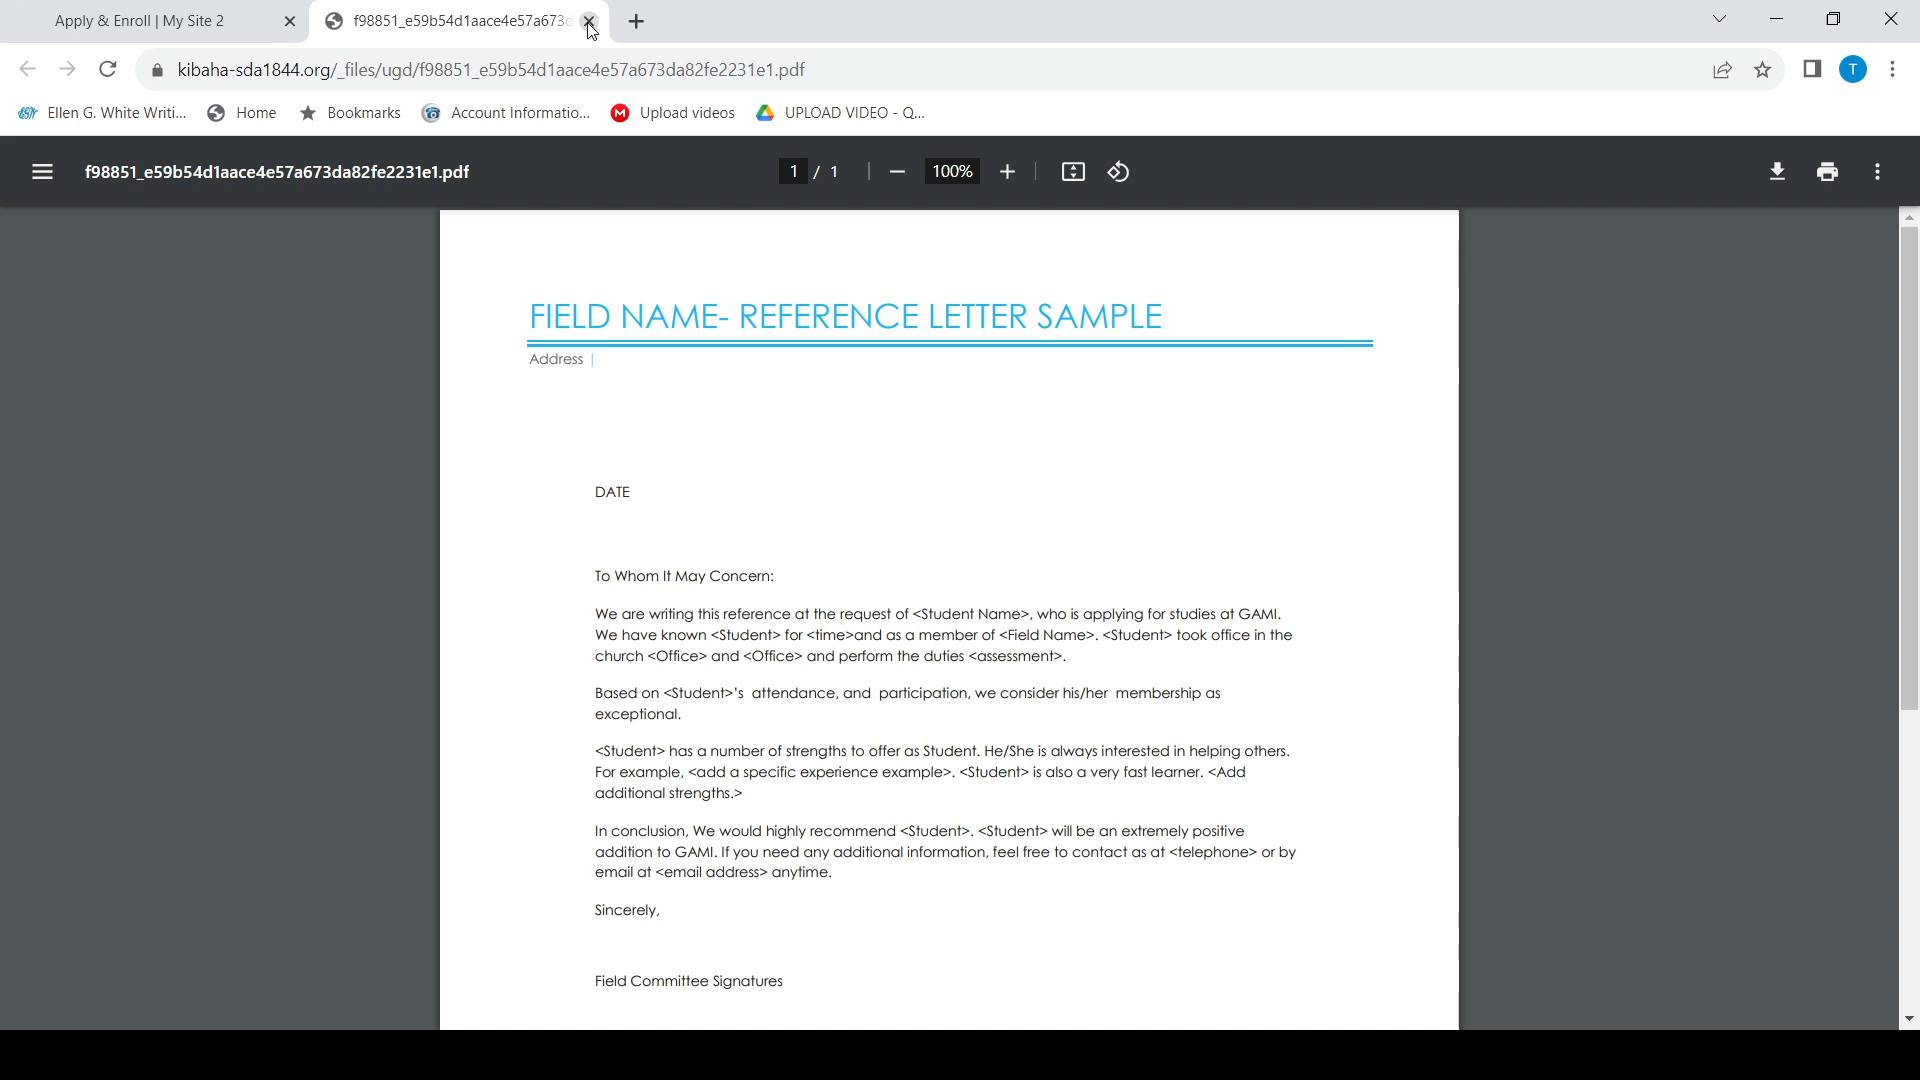 Apply & Enroll | My Site 2
f98851_e59b54d1aace4e57a673d
kibaha-sda1844.org/_files/ugd/f98851_e59b54d1aace4e57a673da82fe2231e1.pdf
T
Ellen G. White Writi...
Home
Bookmarks
Account Informatio...
M
Upload videos
UPLOAD VIDEO - Q...
f98851_e59b54d1aace4e57a673da82fe2231e1.pdf
1 / 1
100%
FIELD NAME- REFERENCE LETTER SAMPLE
Address |
DATE
To Whom It May Concern:
We are writing this reference at the request of <Student Name>, who is applying for studies at GAMI.
We have known <Student> for <time>and as a member of <Field Name>. <Student> took office in the
church <Office> and <Office> and perform the duties <assessment>.
Based on <Student>'s attendance, and participation, we consider his/her membership as
exceptional.
<Student> has a number of strengths to offer as Student. He/She is always interested in helping others.
For example, <add a specific experience example>. <Student> is also a very fast learner. <Add
additional strengths.>
In conclusion, We would highly recommend <Student>. <Student> will be an extremely positive
addition to GAMI. If you need any additional information, feel free to contact as at <telephone> or by
email at <email address> anytime.
Sincerely,
Field Committee Signatures